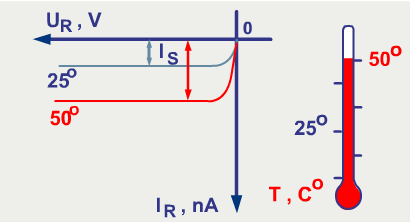 U_R, V
0
I_S
25°
50°
I_R, nA
50°
25°
T, C°